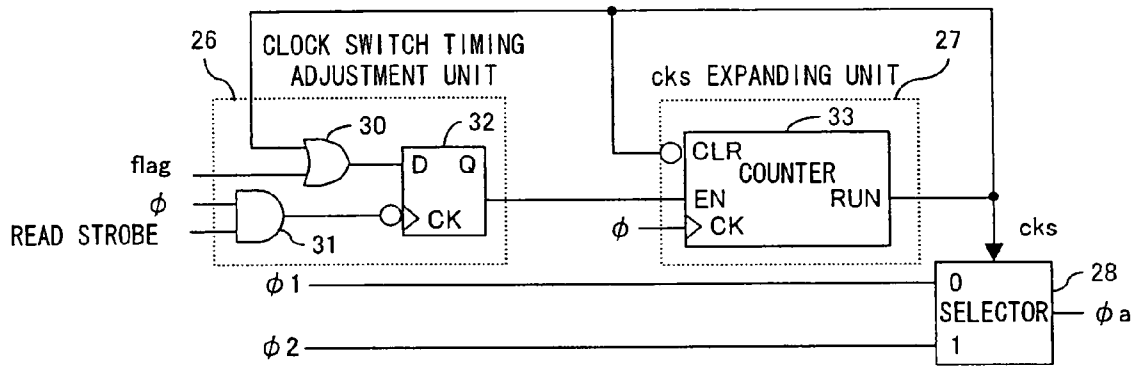 26
CLOCK SWITCH TIMING
ADJUSTMENT UNIT
27
cks EXPANDING UNIT
30
32
33
flag
D Q
CLR
COUNTER
ϕ
EN
RUN
READ STROBE
CK
ϕ
CK
31
cks
ϕ1
0
28
SELECTOR
ϕa
ϕ2
1